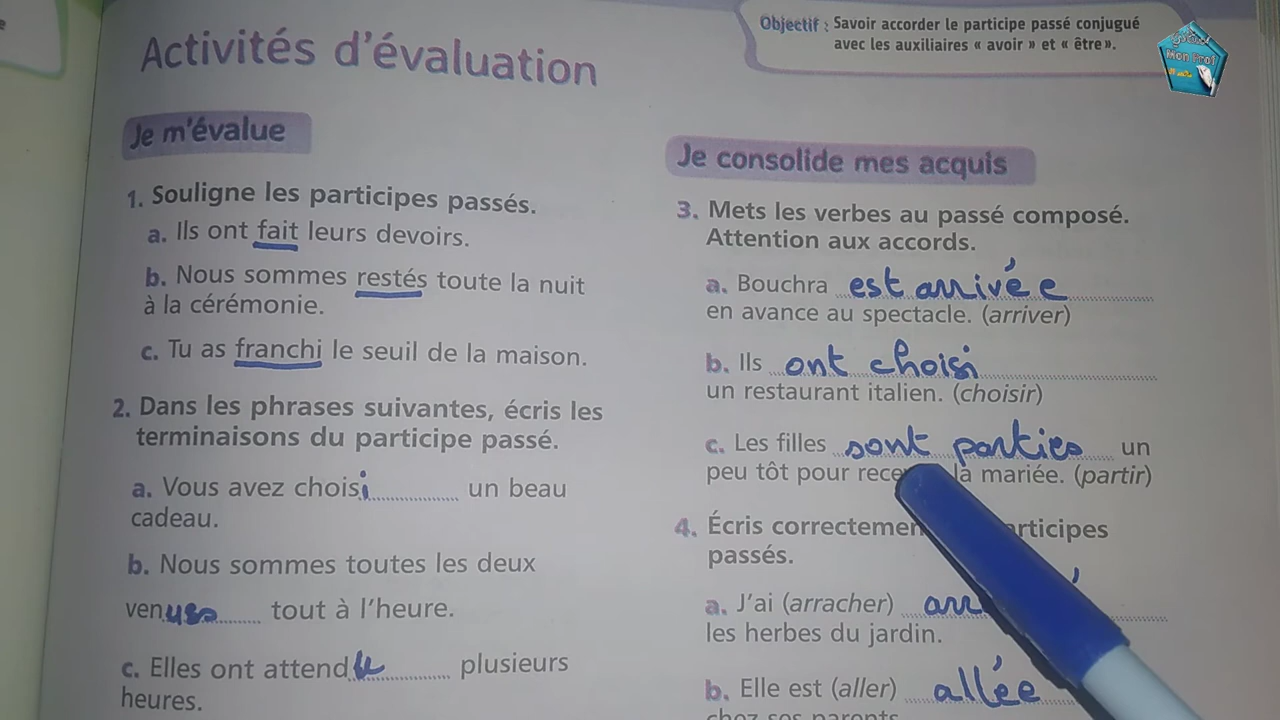 Activités d'évaluation
Objectif : Savoir accorder le participe passé conjugué
avec les auxiliaires « avoir » et « être ».
Mon Prof
Je m'évalue
1. Souligne les participes passés.
a. Ils ont fait leurs devoirs.
b. Nous sommes restés toute la nuit
à la cérémonie.
c. Tu as franchi le seuil de la maison.
2. Dans les phrases suivantes, écris les
terminaisons du participe passé.
a. Vous avez choisi un beau
cadeau.
b. Nous sommes toutes les deux
venues tout à l'heure.
c. Elles ont attendu plusieurs
heures.
Je consolide mes acquis
3. Mets les verbes au passé composé.
Attention aux accords.
a. Bouchra est arrivée
en avance au spectacle. (arriver)
b. Ils ont choisi
un restaurant italien. (choisir)
c. Les filles sont parties un
peu tôt pour rece la mariée. (partir)
4. Écris correctemen articipes
passés.
a. J'ai (arracher) arr
les herbes du jardin.
b. Elle est (aller) allée
chez ses parents